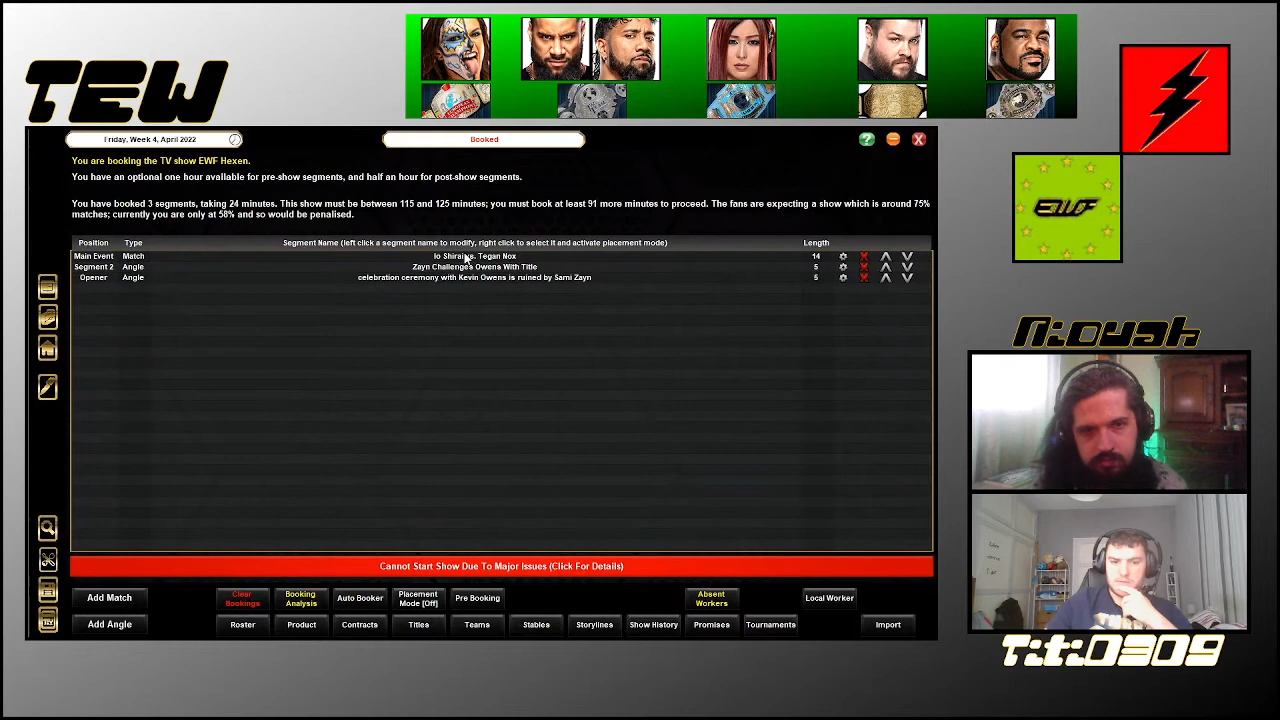 TEW
Friday, Week 4, April 2022
Booked
You are booking the TV show EWF Hexen.
You have an optional one hour available for pre-show segments, and half an hour for post-show segments.
You have booked 3 segments, taking 24 minutes. This show must be between 115 and 125 minutes; you must book at least 91 more minutes to proceed. The fans are expecting a show which is around 75%
matches; currently you are only at 58% and so would be penalised.
Position Type Segment Name (left click a segment name to modify, right click to select it and activate placement mode) Length
Main Event Match Io Shirai vs. Tegan Nox 14
Segment 2 Angle Zayn Challenges Owens With Title 5
Opener Angle celebration ceremony with Kevin Owens is ruined by Sami Zayn 5
Cannot Start Show Due To Major Issues (Click For Details)
Add Match
Clear
Bookings
Booking
Analysis
Auto Booker
Placement
Mode [Off]
Pre Booking
Absent
Workers
Local Worker
Add Angle
Roster
Product
Contracts
Titles
Teams
Stables
Storylines
Show History
Promises
Tournaments
Import
EWF
T:t:0309